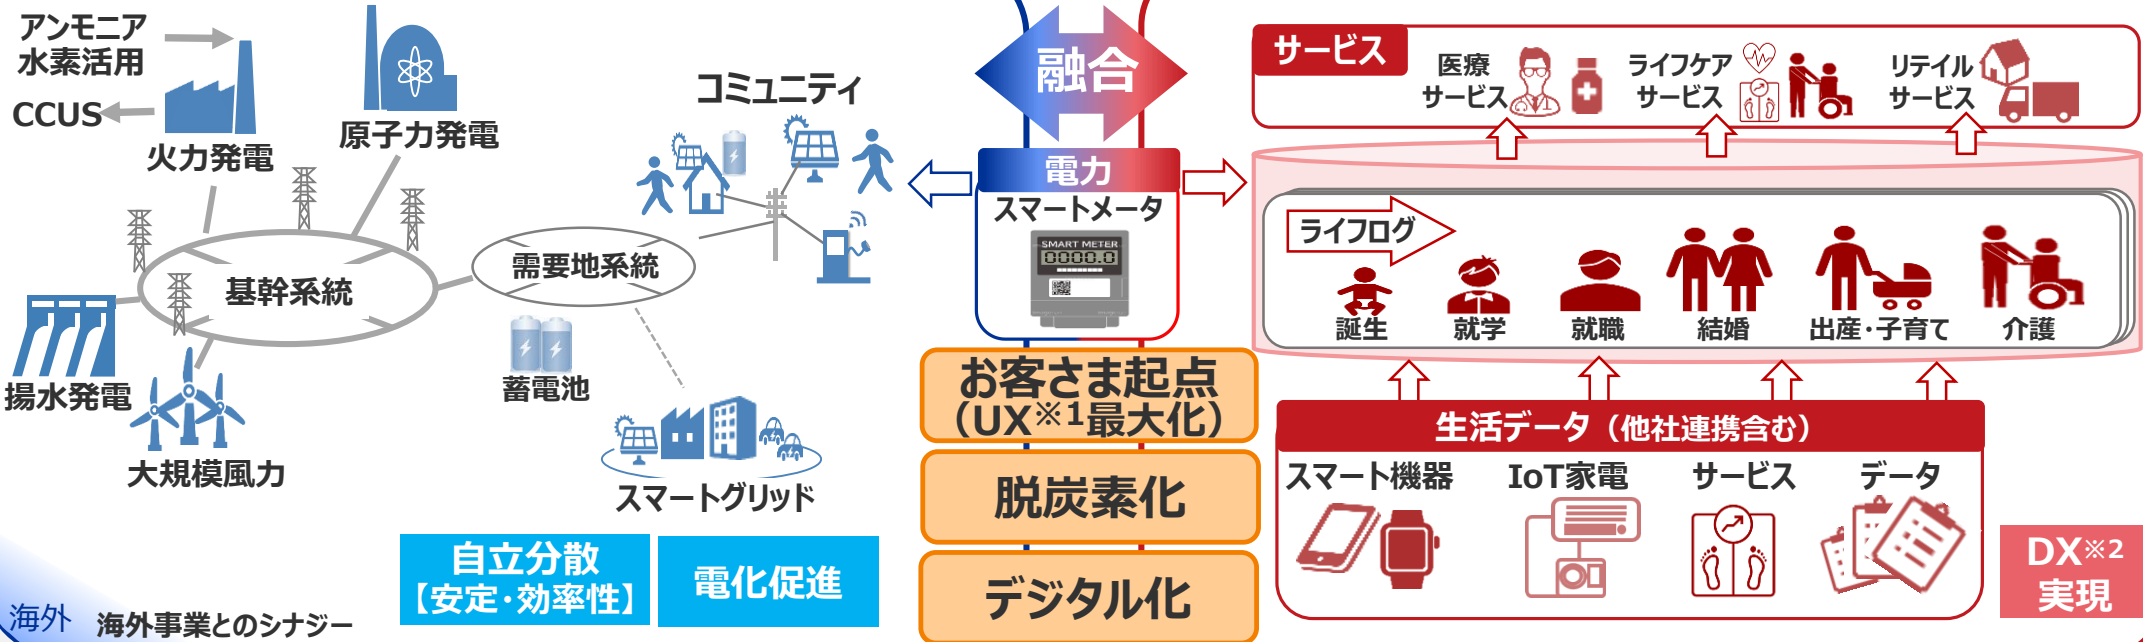 アンモニア
水素活用
CCUS
火力発電
原子力発電
コミュニティ
基幹系統
需要地系統
揚水発電
大規模風力
蓄電池
スマートグリッド
自立分散
【安定・効率性】
電化促進
海外
海外事業とのシナジー
融合
電力
スマートメータ
SMART METER
0000.0
お客さま起点
（UX※1最大化）
脱炭素化
デジタル化
サービス
医療
サービス
ライフケア
サービス
リテイル
サービス
ライフログ
誕生
就学
就職
結婚
出産・子育て
介護
生活データ（他社連携含む）
スマート機器
IoT家電
サービス
データ
DX※2
実現